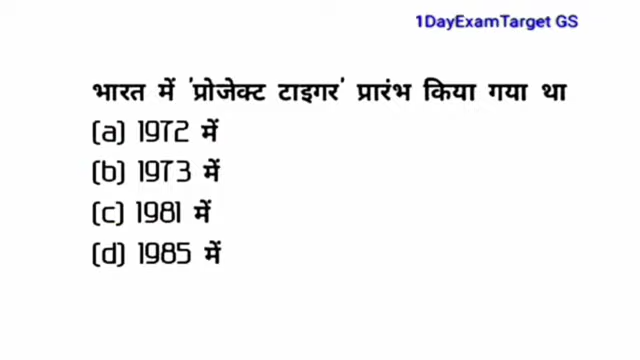 1DayExamTarget GS
भारत में 'प्रोजेक्ट टाइगर' प्रारंभ किया गया था
(a) 1972 में
(b) 1973 में
(c) 1981 में
(d) 1985 में